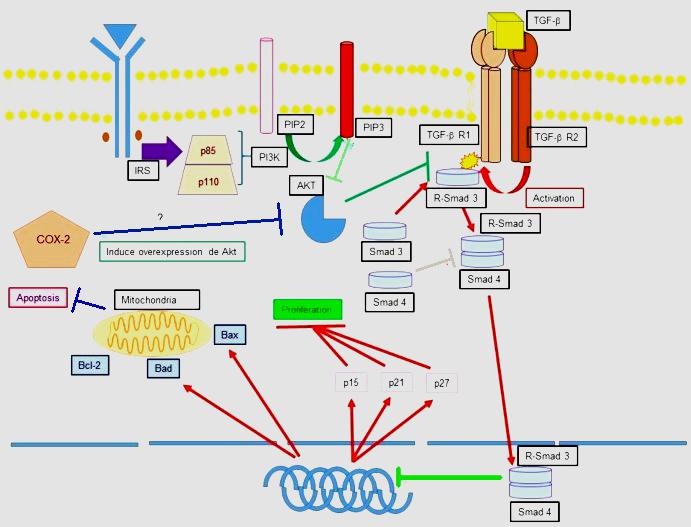 TGF-β
PIP2
PIP3
TGF-β R1
TGF-β R2
p85
p110
PI3K
IRS
AKT
R-Smad 3
Activation
?
COX-2
Induce overexpression de Akt
Smad 3
R-Smad 3
Smad 4
Smad 4
Apoptosis
Mitochondria
Proliferation
Bax
Bcl-2
Bad
p15
p21
p27
R-Smad 3
Smad 4